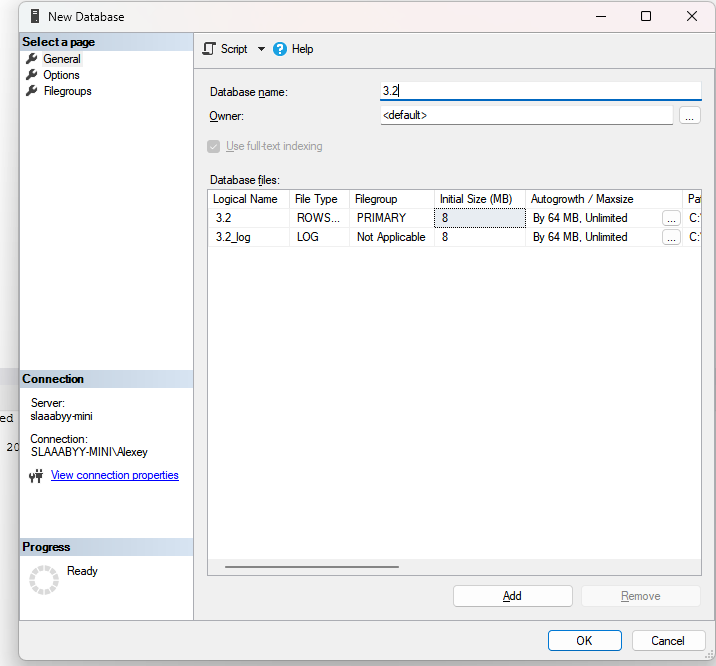 New Database
Select a page
General
Options
Filegroups
Script Help
Database name: 3.2
Owner: <default> ...
Use full-text indexing
Database files:
Logical Name File Type Filegroup Initial Size (MB) Autogrowth / Maxsize
3.2 ROWS... PRIMARY 8 By 64 MB, Unlimited ... C:
3.2_log LOG Not Applicable 8 By 64 MB, Unlimited ... C:
Connection
Server:
slaaabyy-mini
Connection:
SLAAABYY-MINI\Alexey
View connection properties
Progress
Ready
Add Remove
OK Cancel
ed
20